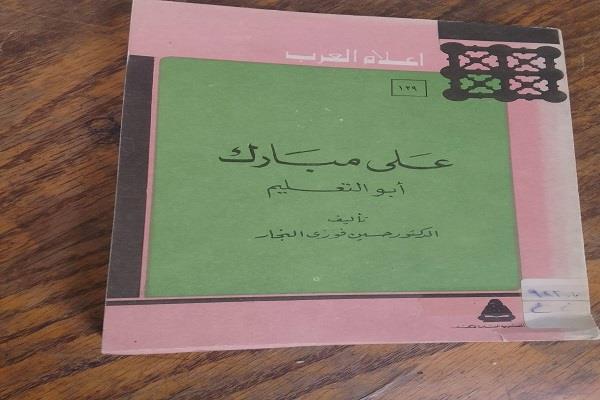 اعلام العرب
١٢٩
على مبارك
أبو التعليم
تأليف
الدكتور حسين فوزى النجار